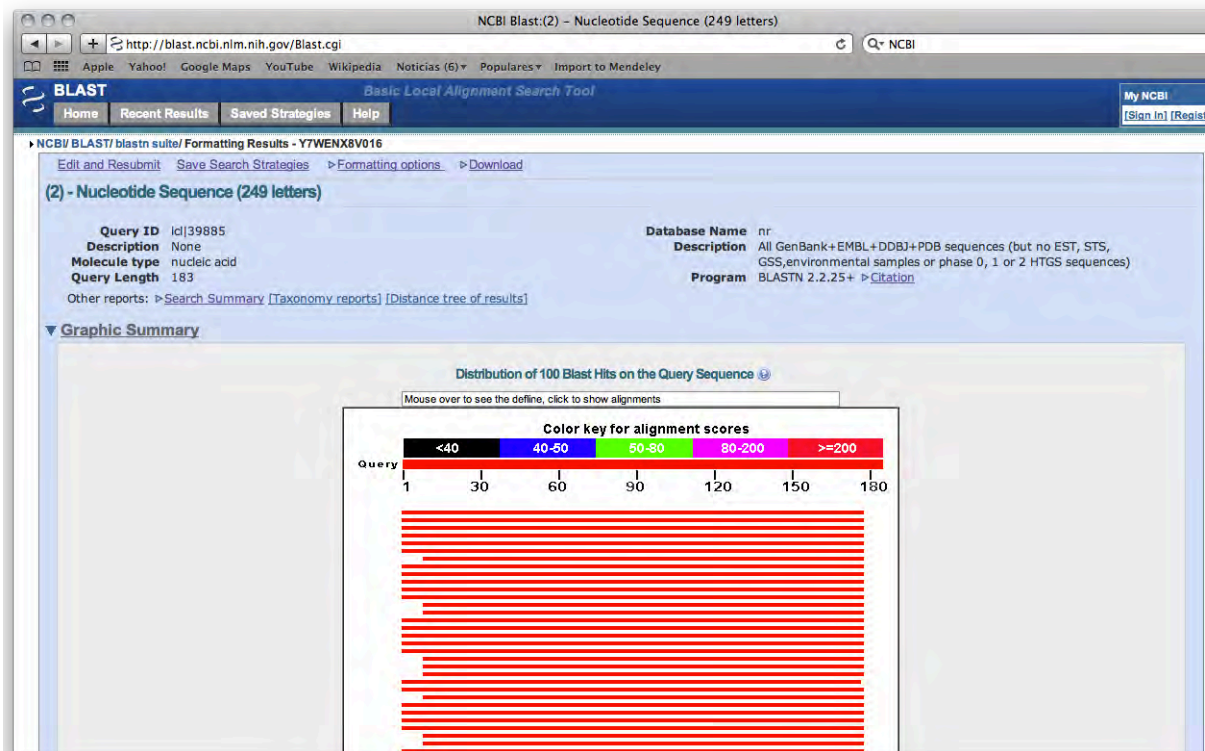 NCBI Blast:(2) – Nucleotide Sequence (249 letters)
http://blast.ncbi.nlm.nih.gov/Blast.cgi
NCBI
Apple Yahoo! Google Maps YouTube Wikipedia Noticias (6) Populares Import to Mendeley
BLAST Basic Local Alignment Search Tool
My NCBI
Home Recent Results Saved Strategies Help
[Sign In] [Regist
NCBI/ BLAST/ blastn suite/ Formatting Results - Y7WENX8V016
Edit and Resubmit Save Search Strategies Formatting options Download
(2) - Nucleotide Sequence (249 letters)
Query ID lcl|39885
Description None
Molecule type nucleic acid
Query Length 183
Database Name nr
Description All GenBank+EMBL+DDBJ+PDB sequences (but no EST, STS,
GSS,environmental samples or phase 0, 1 or 2 HTGS sequences)
Program BLASTN 2.2.25+ Citation
Other reports: Search Summary [Taxonomy reports] [Distance tree of results]
Graphic Summary
Distribution of 100 Blast Hits on the Query Sequence
Mouse over to see the defline, click to show alignments
Color key for alignment scores
<40 40-50 50-80 80-200 >=200
Query
1 30 60 90 120 150 180